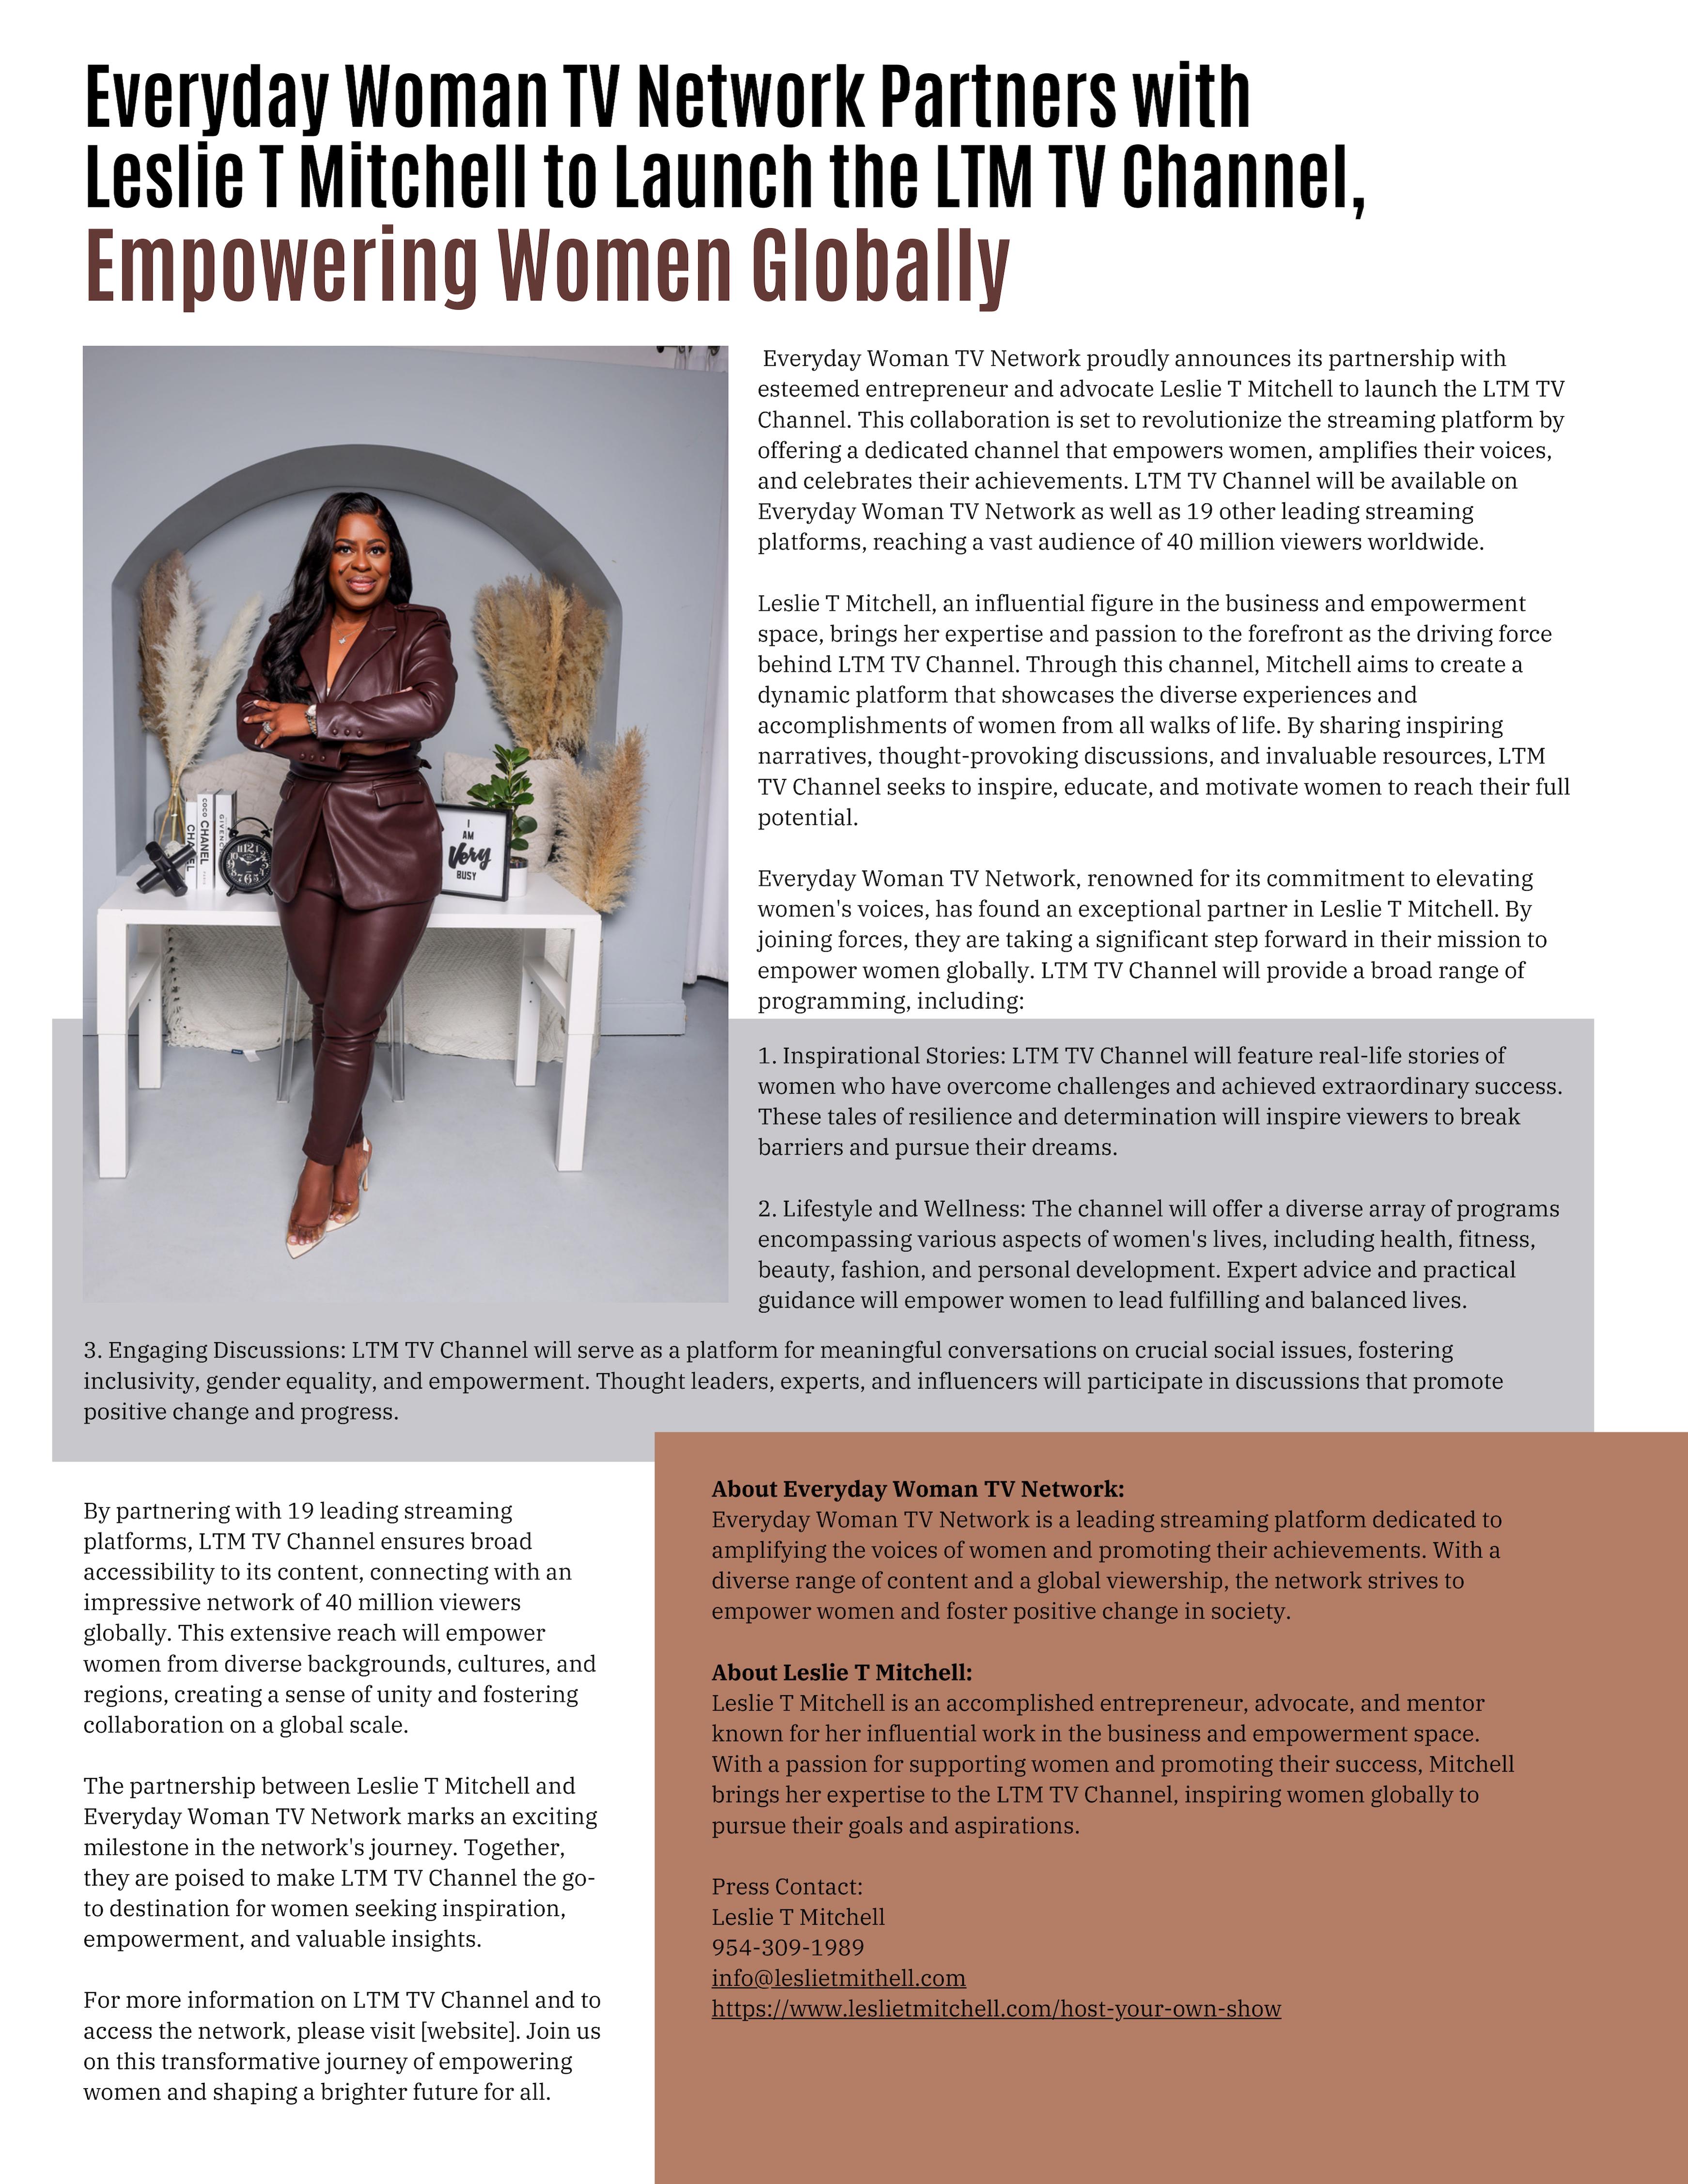 Everyday Woman TV Network Partners with
Leslie T Mitchell to Launch the LTM TV Channel,
Empowering Women Globally
COCO CHANEL
CHANEL
GIVENCHY
I
AM
Very
BUSY
Everyday Woman TV Network proudly announces its partnership with
esteemed entrepreneur and advocate Leslie T Mitchell to launch the LTM TV
Channel. This collaboration is set to revolutionize the streaming platform by
offering a dedicated channel that empowers women, amplifies their voices,
and celebrates their achievements. LTM TV Channel will be available on
Everyday Woman TV Network as well as 19 other leading streaming
platforms, reaching a vast audience of 40 million viewers worldwide.
Leslie T Mitchell, an influential figure in the business and empowerment
space, brings her expertise and passion to the forefront as the driving force
behind LTM TV Channel. Through this channel, Mitchell aims to create a
dynamic platform that showcases the diverse experiences and
accomplishments of women from all walks of life. By sharing inspiring
narratives, thought-provoking discussions, and invaluable resources, LTM
TV Channel seeks to inspire, educate, and motivate women to reach their full
potential.
Everyday Woman TV Network, renowned for its commitment to elevating
women's voices, has found an exceptional partner in Leslie T Mitchell. By
joining forces, they are taking a significant step forward in their mission to
empower women globally. LTM TV Channel will provide a broad range of
programming, including:
1. Inspirational Stories: LTM TV Channel will feature real-life stories of
women who have overcome challenges and achieved extraordinary success.
These tales of resilience and determination will inspire viewers to break
barriers and pursue their dreams.
2. Lifestyle and Wellness: The channel will offer a diverse array of programs
encompassing various aspects of women's lives, including health, fitness,
beauty, fashion, and personal development. Expert advice and practical
guidance will empower women to lead fulfilling and balanced lives.
3. Engaging Discussions: LTM TV Channel will serve as a platform for meaningful conversations on crucial social issues, fostering
inclusivity, gender equality, and empowerment. Thought leaders, experts, and influencers will participate in discussions that promote
positive change and progress.
By partnering with 19 leading streaming
platforms, LTM TV Channel ensures broad
accessibility to its content, connecting with an
impressive network of 40 million viewers
globally. This extensive reach will empower
women from diverse backgrounds, cultures, and
regions, creating a sense of unity and fostering
collaboration on a global scale.
The partnership between Leslie T Mitchell and
Everyday Woman TV Network marks an exciting
milestone in the network's journey. Together,
they are poised to make LTM TV Channel the go-
to destination for women seeking inspiration,
empowerment, and valuable insights.
For more information on LTM TV Channel and to
access the network, please visit [website]. Join us
on this transformative journey of empowering
women and shaping a brighter future for all.
About Everyday Woman TV Network:
Everyday Woman TV Network is a leading streaming platform dedicated to
amplifying the voices of women and promoting their achievements. With a
diverse range of content and a global viewership, the network strives to
empower women and foster positive change in society.
About Leslie T Mitchell:
Leslie T Mitchell is an accomplished entrepreneur, advocate, and mentor
known for her influential work in the business and empowerment space.
With a passion for supporting women and promoting their success, Mitchell
brings her expertise to the LTM TV Channel, inspiring women globally to
pursue their goals and aspirations.
Press Contact:
Leslie T Mitchell
954-309-1989
info@leslietmithell.com
https://www.leslietmitchell.com/host-your-own-show